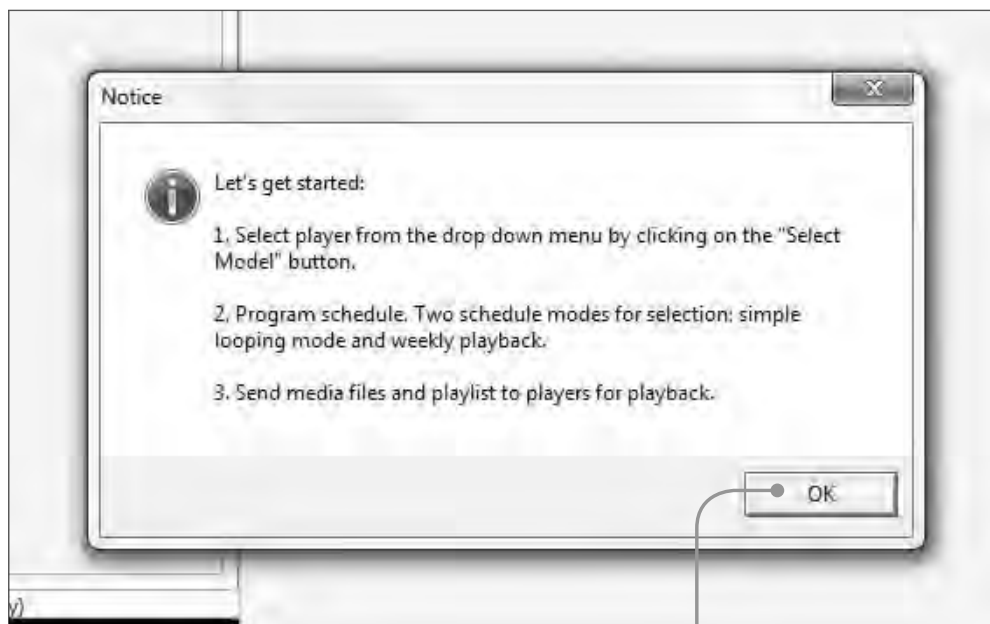 Notice
Let's get started:
1. Select player from the drop down menu by clicking on the "Select
Model" button.
2. Program schedule. Two schedule modes for selection: simple
looping mode and weekly playback.
3. Send media files and playlist to players for playback.
OK
y)